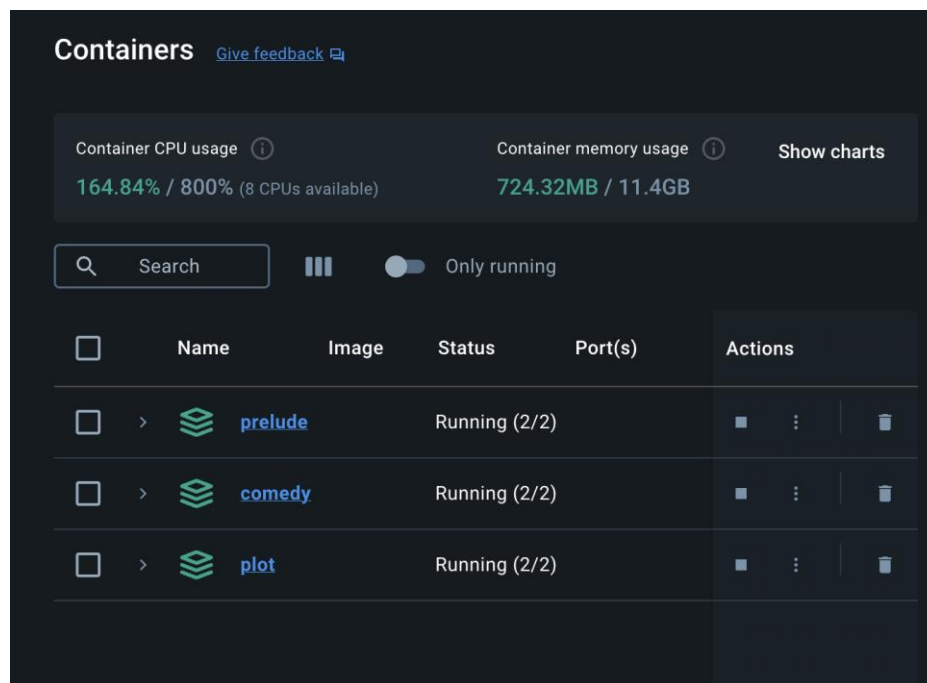 Containers Give feedback
Container CPU usage Container memory usage Show charts
164.84% / 800% (8 CPUs available) 724.32MB / 11.4GB
Search Only running
Name Image Status Port(s) Actions
prelude Running (2/2)
comedy Running (2/2)
plot Running (2/2)